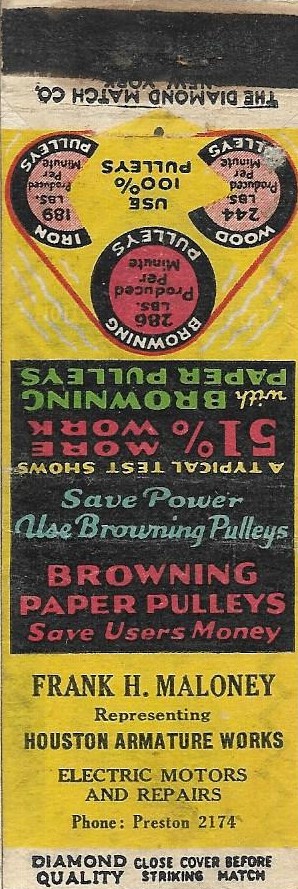 THE DIAMOND MATCH CO.
NEW YORK
USE
100%
PULLEYS
IRON
189
LBS.
Produced
Per
Minute
PULLEYS
WOOD
244
LBS
Produced
Per
Minute
PULLEYS
BROWNING
286
LBS.
Produced
Per
Minute
PULLEYS
A TYPICAL TEST SHOWS
51% MORE
WORK
with BROWNING
PAPER PULLEYS
Save Power
Use Browning Pulleys
BROWNING
PAPER PULLEYS
Save Users Money
FRANK H. MALONEY
Representing
HOUSTON ARMATURE WORKS
ELECTRIC MOTORS
AND REPAIRS
Phone: Preston 2174
DIAMOND QUALITY
CLOSE COVER BEFORE
STRIKING MATCH